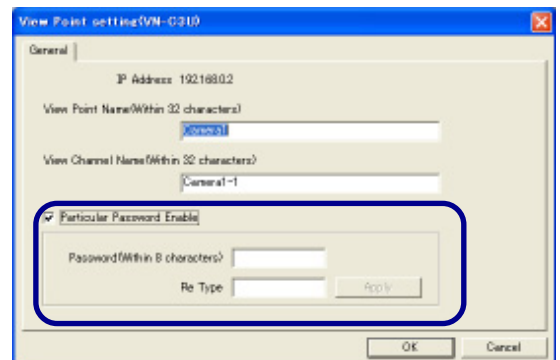 View Point setting(VN-C3U)
General
IP Address 192.168.0.2
View Point Name(Within 32 characters)
Camera1
View Channel Name(Within 32 characters)
Camera1-1
Particular Password Enable
Password(Within 8 characters)
Re Type
Apply
OK
Cancel